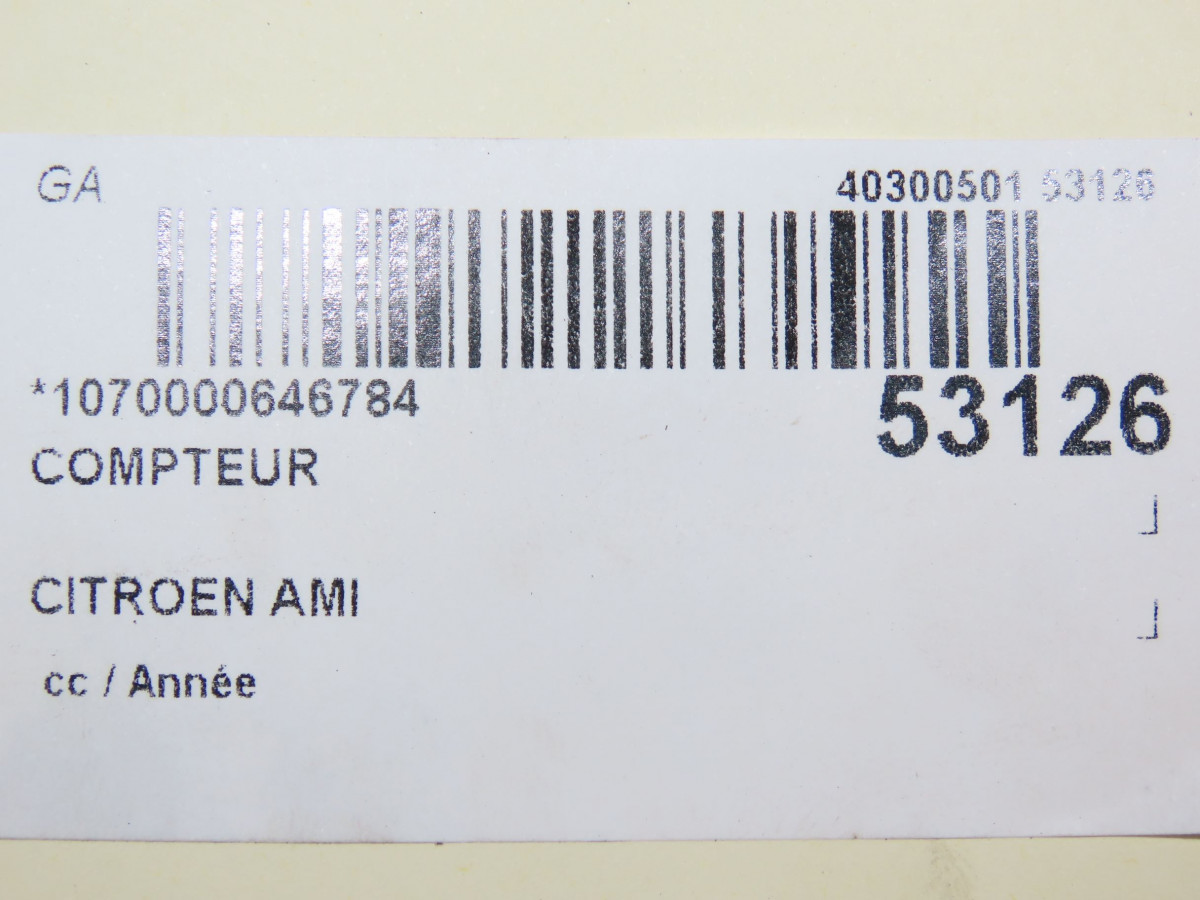 GA
40300501 53126
*1070000646784
53126
COMPTEUR
CITROEN AMI
cc / Année